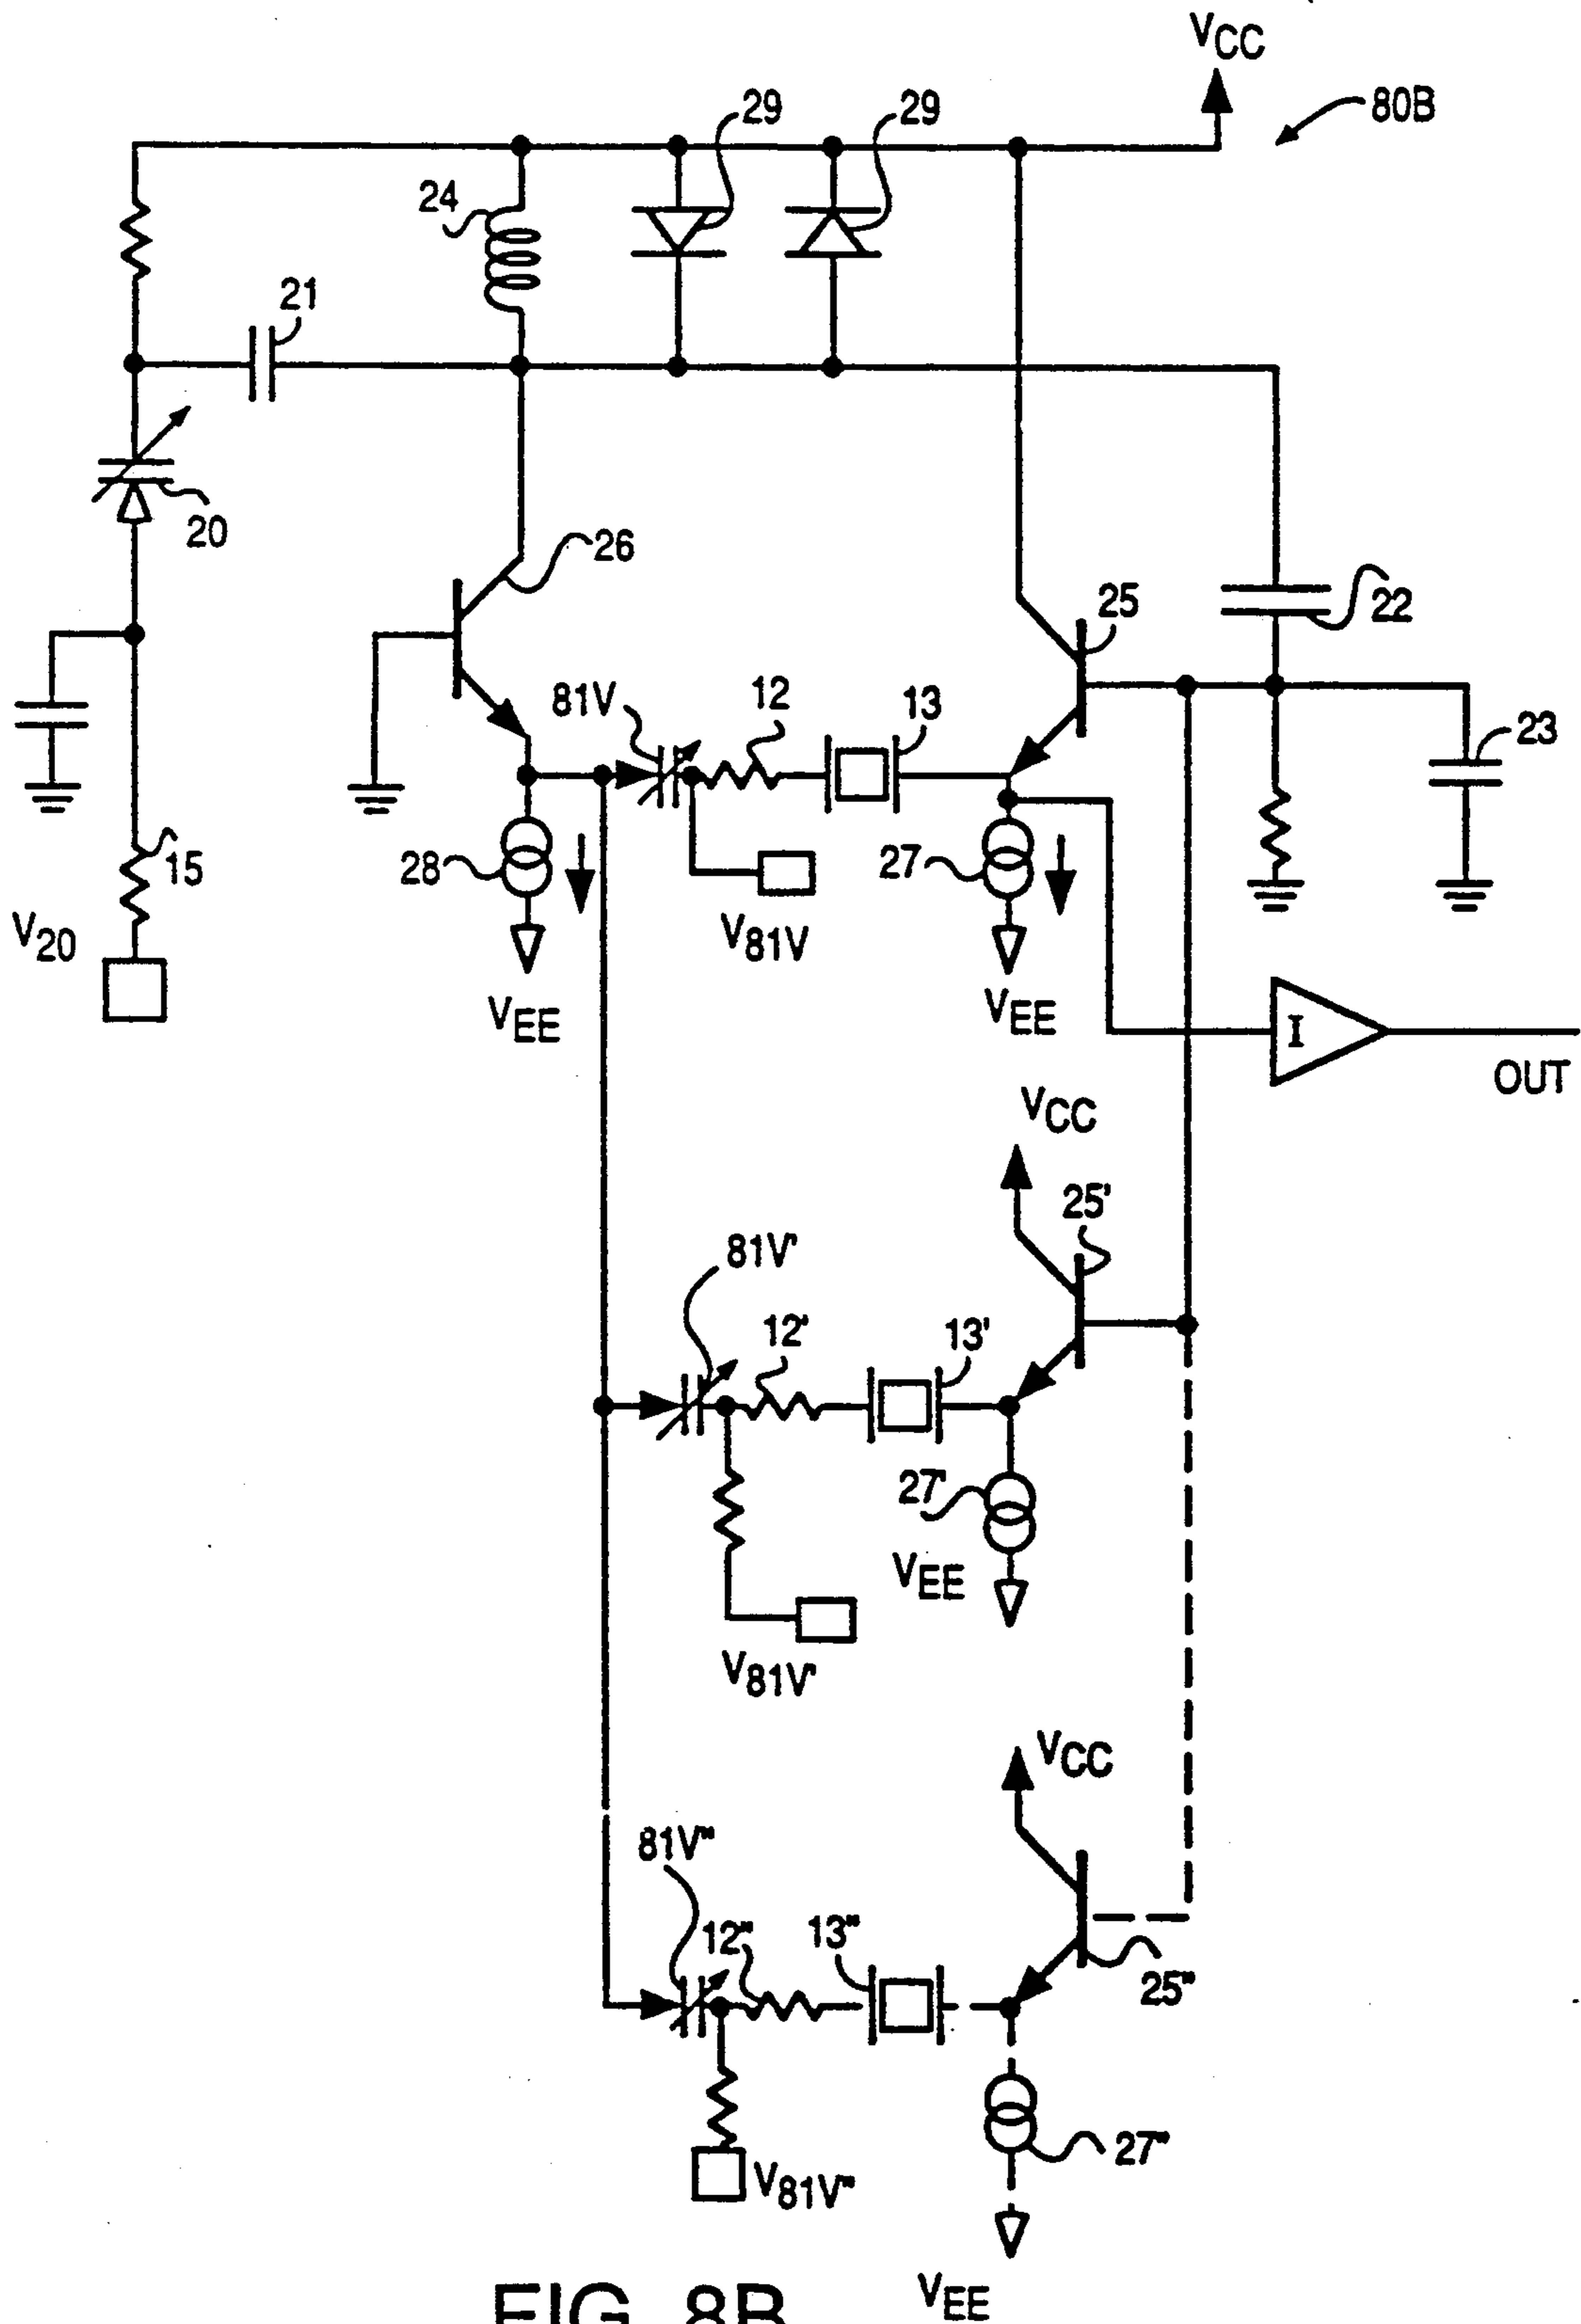 VCC
80B
29
29
24
21
20
26
25
22
81V
12
13
23
15
28
27
V20
V81V
VEE
VEE
I
OUT
VCC
25'
81V'
12'
13'
27'
VEE
V81V'
VCC
81V"
12"
13"
25"
27"
V81V"
VEE
FIG. 8B